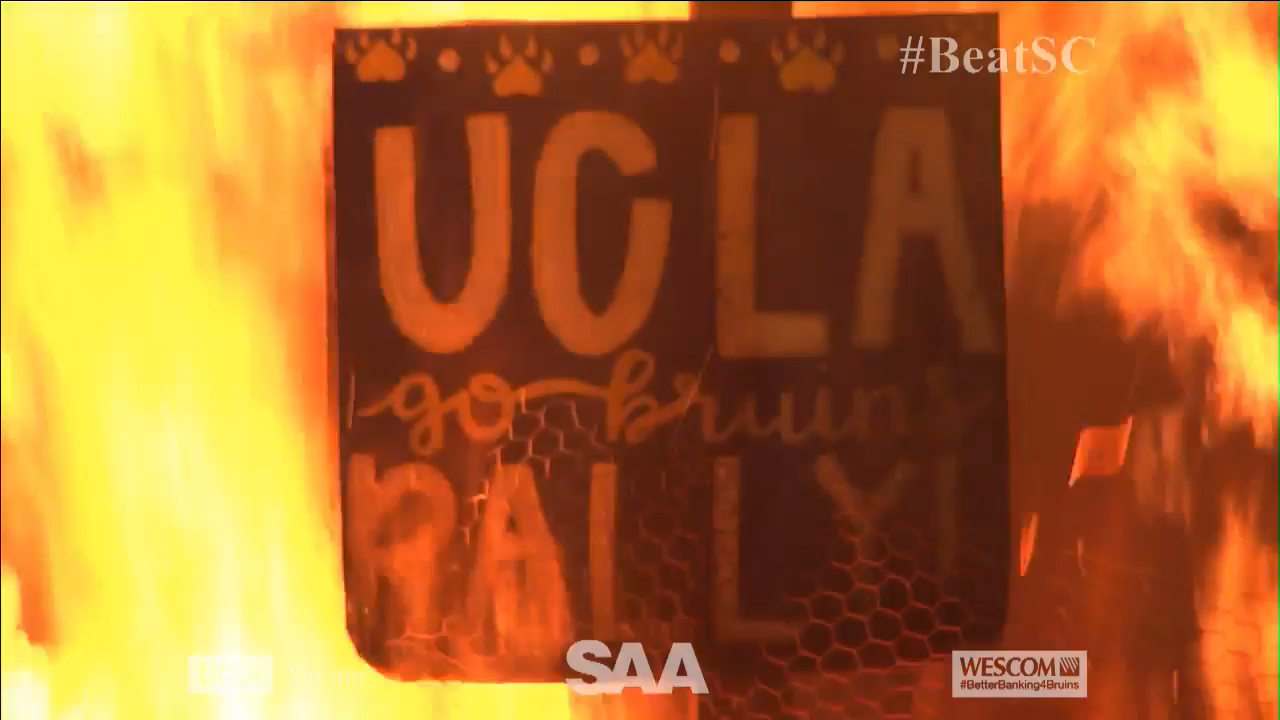 #BeatSC
UCLA
go bruins
RALLY!
SAA
WESCOM
#BetterBanking4Bruins